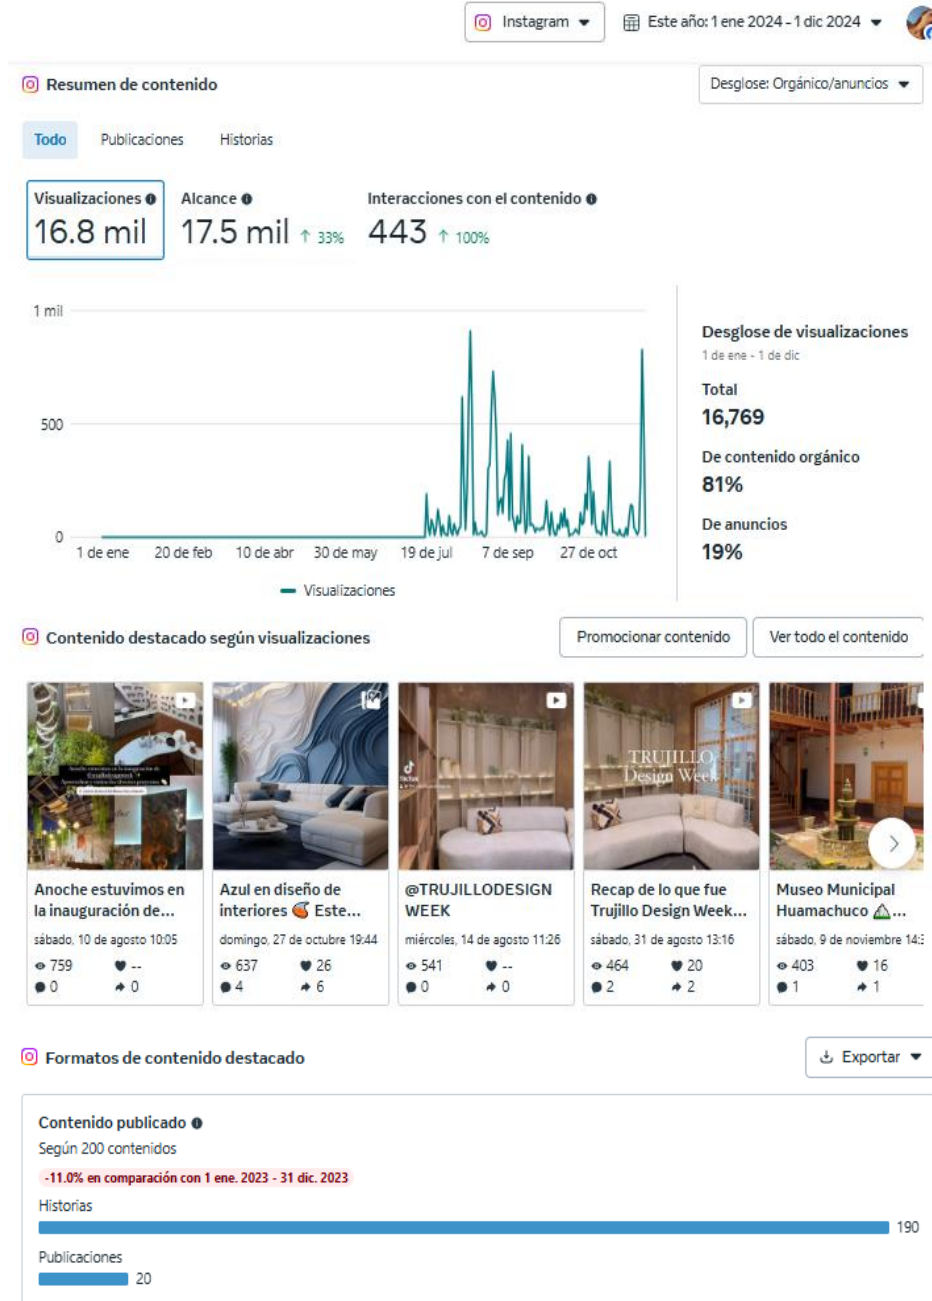 Instagram
Este año: 1 ene 2024 - 1 dic 2024
Resumen de contenido
Desglose: Orgánico/anuncios
Todo Publicaciones Historias
Visualizaciones Alcance Interacciones con el contenido
16.8 mil 17.5 mil ↑ 33% 443 ↑ 100%
1 mil
500
0
1 de ene 20 de feb 10 de abr 30 de may 19 de jul 7 de sep 27 de oct
Visualizaciones
Desglose de visualizaciones
1 de ene - 1 de dic
Total
16,769
De contenido orgánico
81%
De anuncios
19%
Contenido destacado según visualizaciones
Promocionar contenido
Ver todo el contenido
Anoche estuvimos en la inauguración de
TikTok
TRUJILLO
Design Week
Anoche estuvimos en
la inauguración de...
sábado, 10 de agosto 10:05
759 --
0 0
Azul en diseño de
interiores Este...
domingo, 27 de octubre 19:44
637 26
4 6
@TRUJILLODESIGN
WEEK
miércoles, 14 de agosto 11:26
541 --
0 0
Recap de lo que fue
Trujillo Design Week...
sábado, 31 de agosto 13:16
464 20
2 2
Museo Municipal
Huamachuco ...
sábado, 9 de noviembre
403 16
1 1
Formatos de contenido destacado
Exportar
Contenido publicado
Según 200 contenidos
-11.0% en comparación con 1 ene. 2023 - 31 dic. 2023
Historias
190
Publicaciones
20